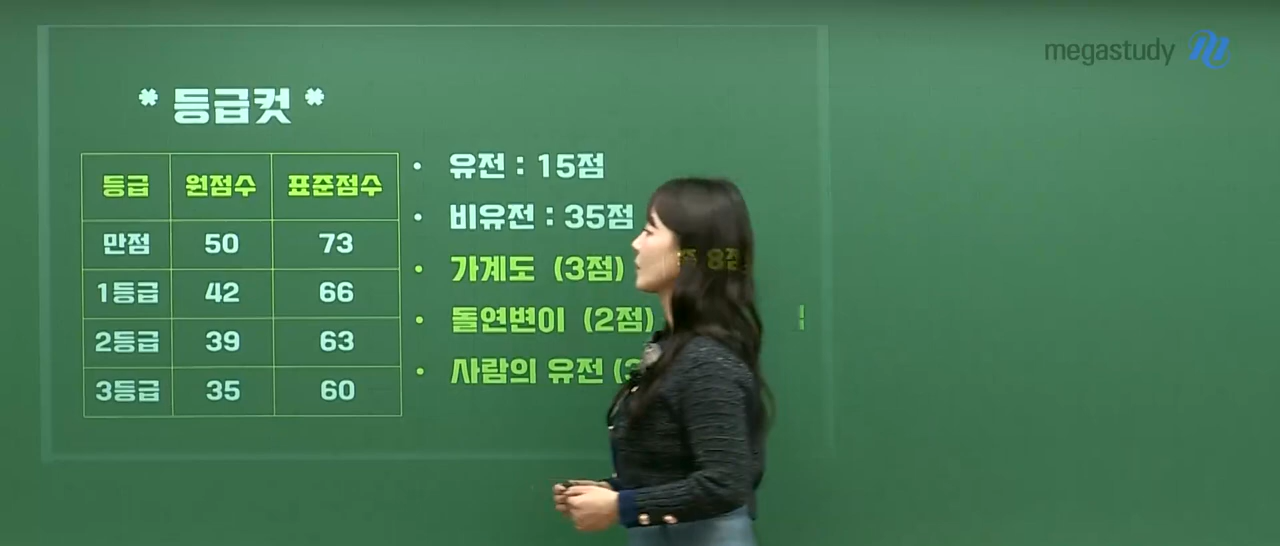 megastudy
* 등급컷 *
등급 원점수 표준점수
만점 50 73
1등급 42 66
2등급 39 63
3등급 35 60
• 유전 : 15점
• 비유전 : 35점
• 가계도 (3점) 8점
• 돌연변이 (2점)
• 사람의 유전 (3